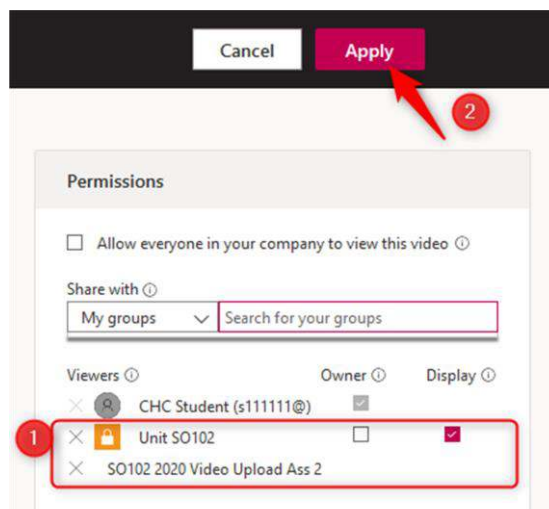 Cancel Apply
2
Permissions
Allow everyone in your company to view this video
Share with
My groups Search for your groups
Viewers Owner Display
CHC Student (s111111@)
1 Unit SO102
SO102 2020 Video Upload Ass 2